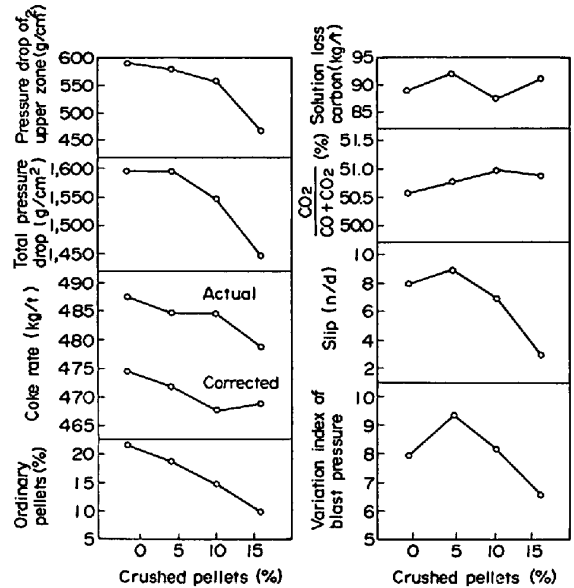 Pressure drop of
upper zone (g/cm²)
600
550
500
450
Total pressure
drop (g/cm²)
1,600
1,550
1,500
1,450
Coke rate (kg/t)
490
485
480
475
470
465
Actual
Corrected
Ordinary
pellets (%)
20
15
10
5
0 5 10 15
Crushed pellets (%)
Solution loss
carbon (kg/t)
95
90
85
CO₂
CO + CO₂
(%)
51.5
51.0
50.5
50.0
Slip (n/d)
10
8
6
4
2
Variation index of
blast pressure
10
9
8
7
6
5
0 5 10 15
Crushed pellets (%)